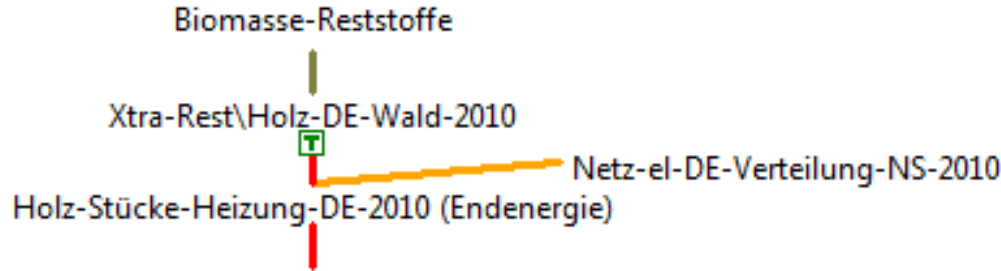 Biomasse-Reststoffe
Xtra-Rest\Holz-DE-Wald-2010
T
Netz-el-DE-Verteilung-NS-2010
Holz-Stücke-Heizung-DE-2010 (Endenergie)